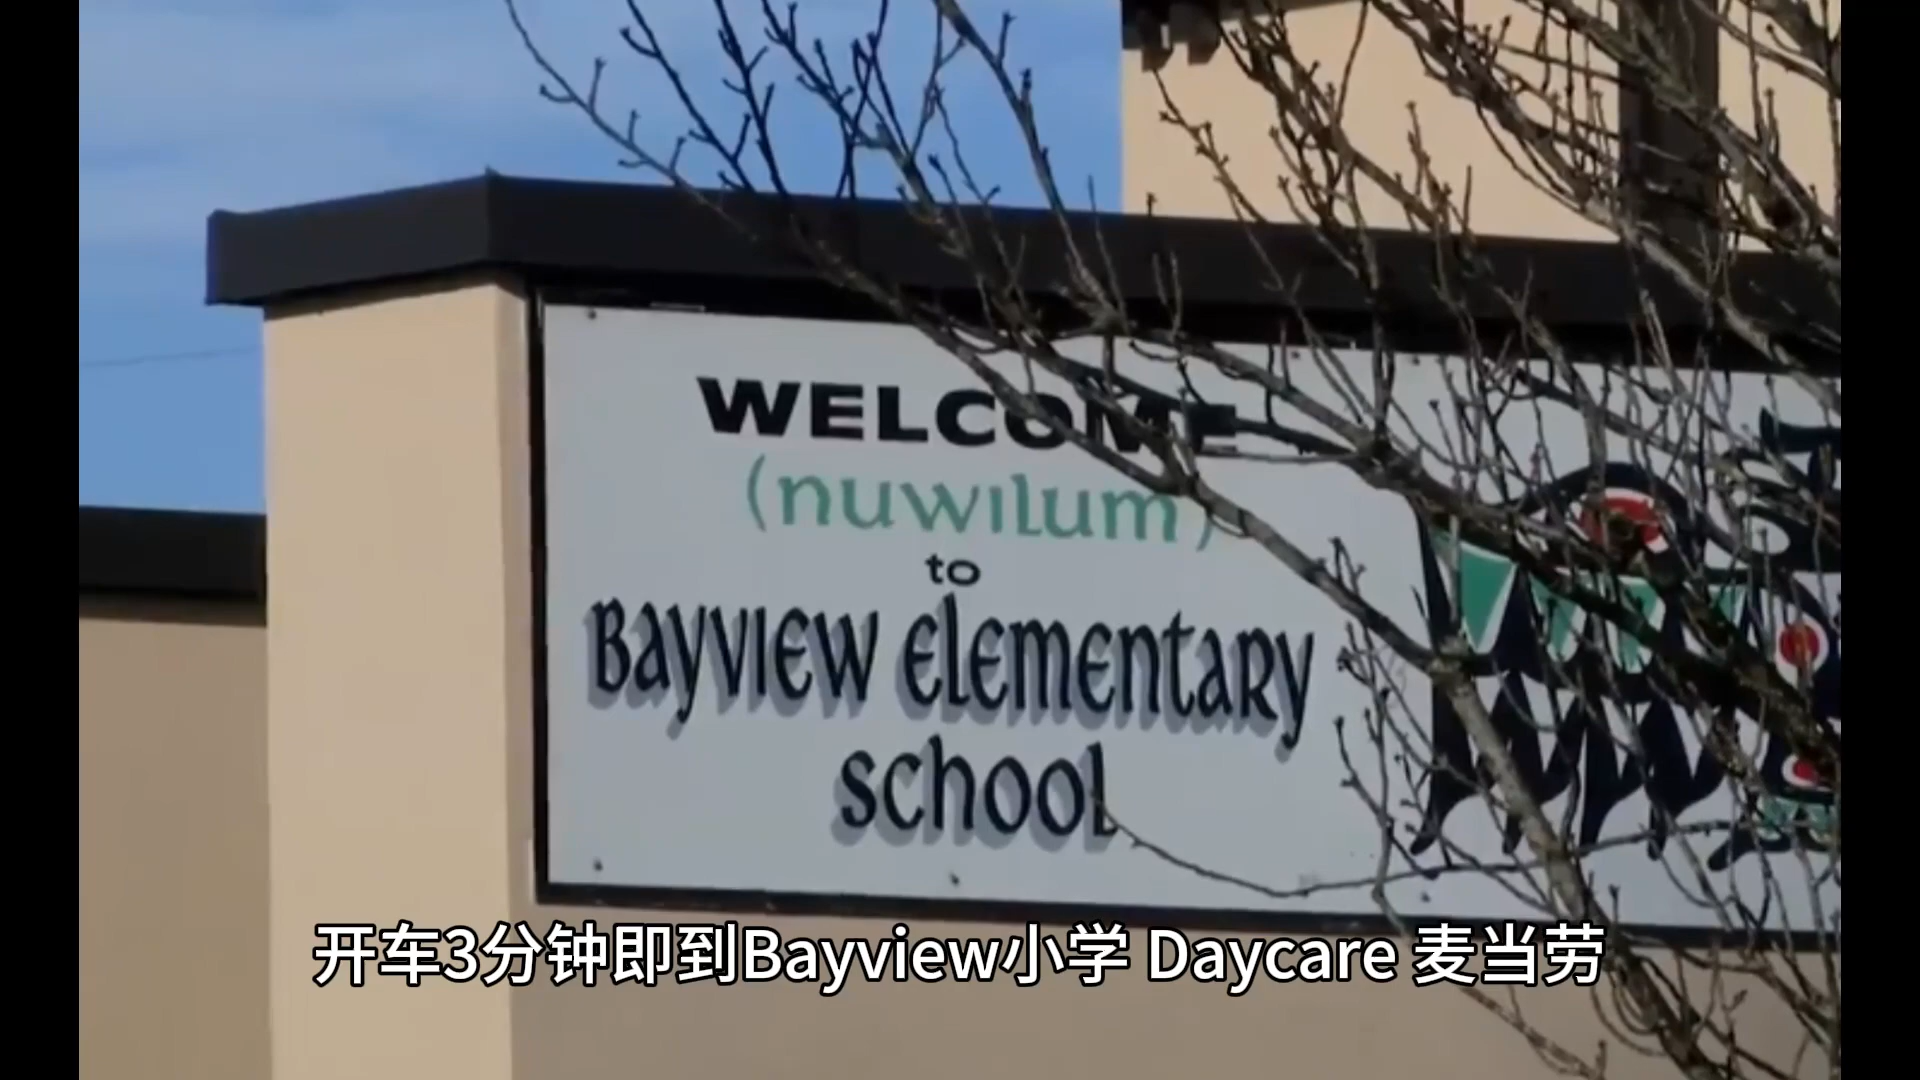 WELCOME
(nuwilum)
to
BAYVIEW ELEMENTARY
SCHOOL
开车3分钟即到Bayview小学 Daycare 麦当劳